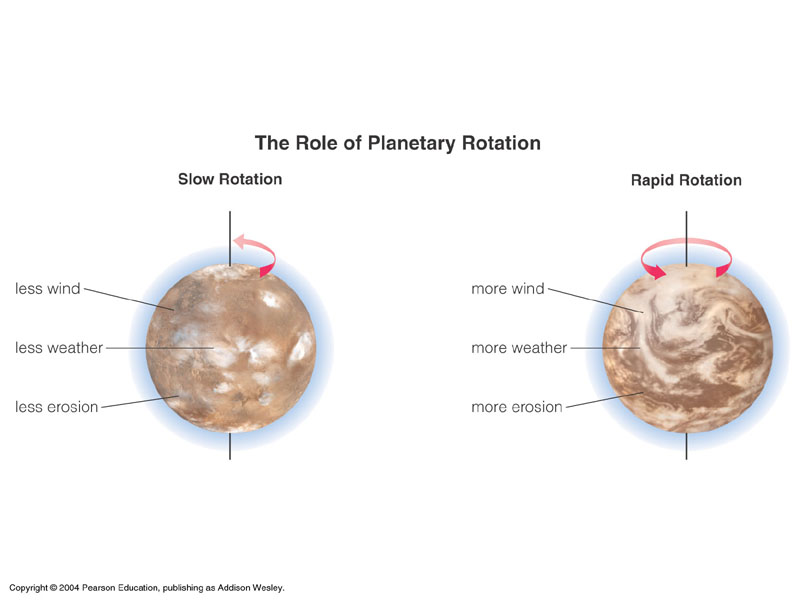 The Role of Planetary Rotation
Slow Rotation
less wind
less weather
less erosion
Rapid Rotation
more wind
more weather
more erosion
Copyright © 2004 Pearson Education, publishing as Addison Wesley.